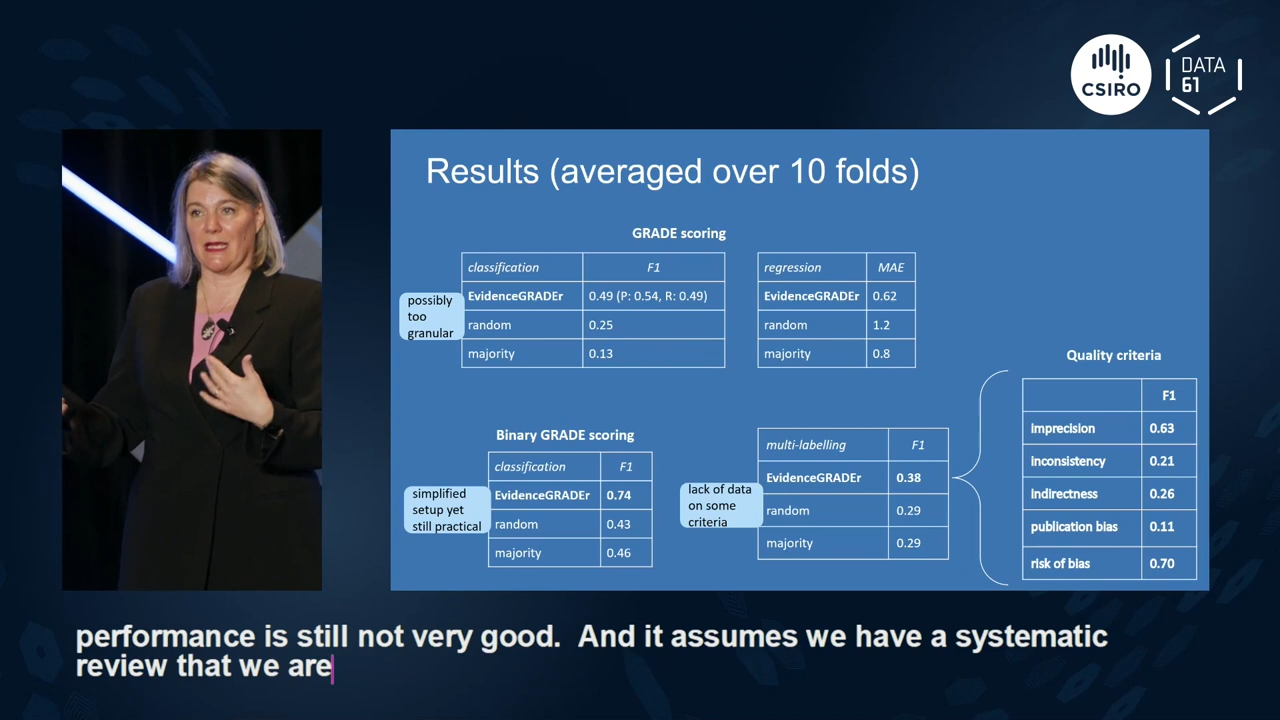 CSIRO
DATA
61
Results (averaged over 10 folds)
GRADE scoring
classification F1
EvidenceGRADEr 0.49 (P: 0.54, R: 0.49)
random 0.25
majority 0.13
possibly
too
granular
regression MAE
EvidenceGRADEr 0.62
random 1.2
majority 0.8
Binary GRADE scoring
classification F1
EvidenceGRADEr 0.74
random 0.43
majority 0.46
simplified
setup yet
still practical
multi-labelling F1
EvidenceGRADEr 0.38
random 0.29
majority 0.29
lack of data
on some
criteria
Quality criteria
F1
imprecision 0.63
inconsistency 0.21
indirectness 0.26
publication bias 0.11
risk of bias 0.70
performance is still not very good. And it assumes we have a systematic
review that we are